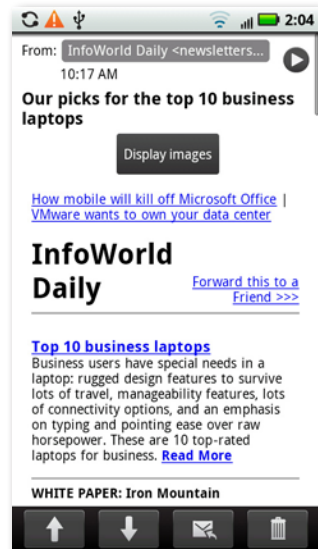 2:04
From: InfoWorld Daily <newsletters...
10:17 AM
Our picks for the top 10 business
laptops
Display images
How mobile will kill off Microsoft Office |
VMware wants to own your data center
InfoWorld
Daily
Forward this to a
Friend >>>
Top 10 business laptops
Business users have special needs in a
laptop: rugged design features to survive
lots of travel, manageability features, lots
of connectivity options, and an emphasis
on typing and pointing ease over raw
horsepower. These are 10 top-rated
laptops for business. Read More
WHITE PAPER: Iron Mountain